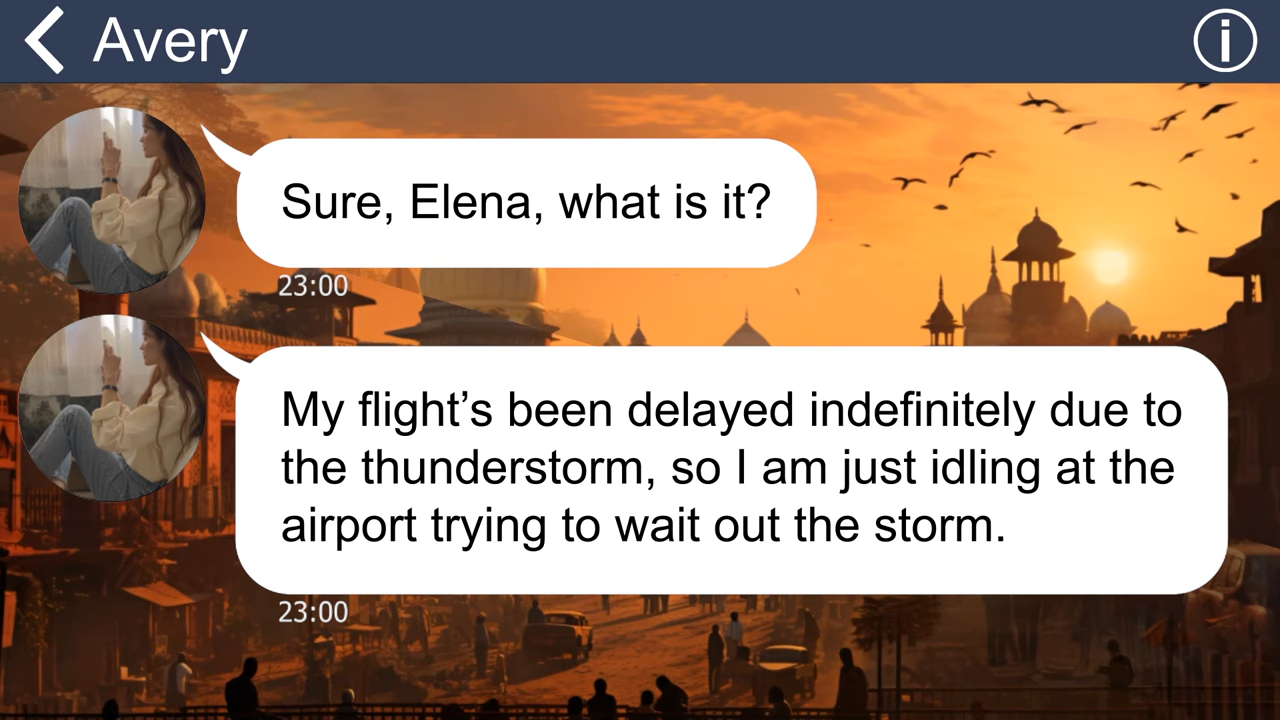 Avery
Sure, Elena, what is it?
23:00
My flight’s been delayed indefinitely due to
the thunderstorm, so I am just idling at the
airport trying to wait out the storm.
23:00